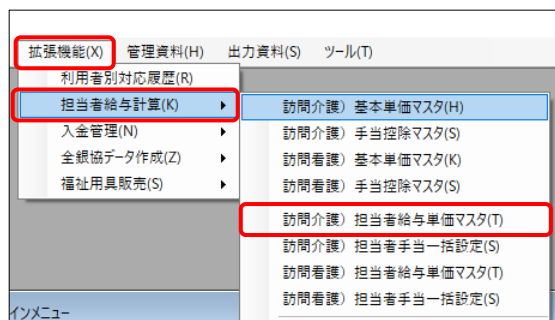 拡張機能(X) 管理資料(H) 出力資料(S) ツール(T)
利用者別対応履歴(R)
担当者給与計算(K)
入金管理(N)
全銀協データ作成(Z)
福祉用具販売(S)
訪問介護）基本単価マスタ(H)
訪問介護）手当控除マスタ(S)
訪問看護）基本単価マスタ(K)
訪問看護）手当控除マスタ(S)
訪問介護）担当者給与単価マスタ(T)
訪問介護）担当者手当一括設定(S)
訪問看護）担当者給与単価マスタ(T)
訪問看護）担当者手当一括設定(S)
インメニュー